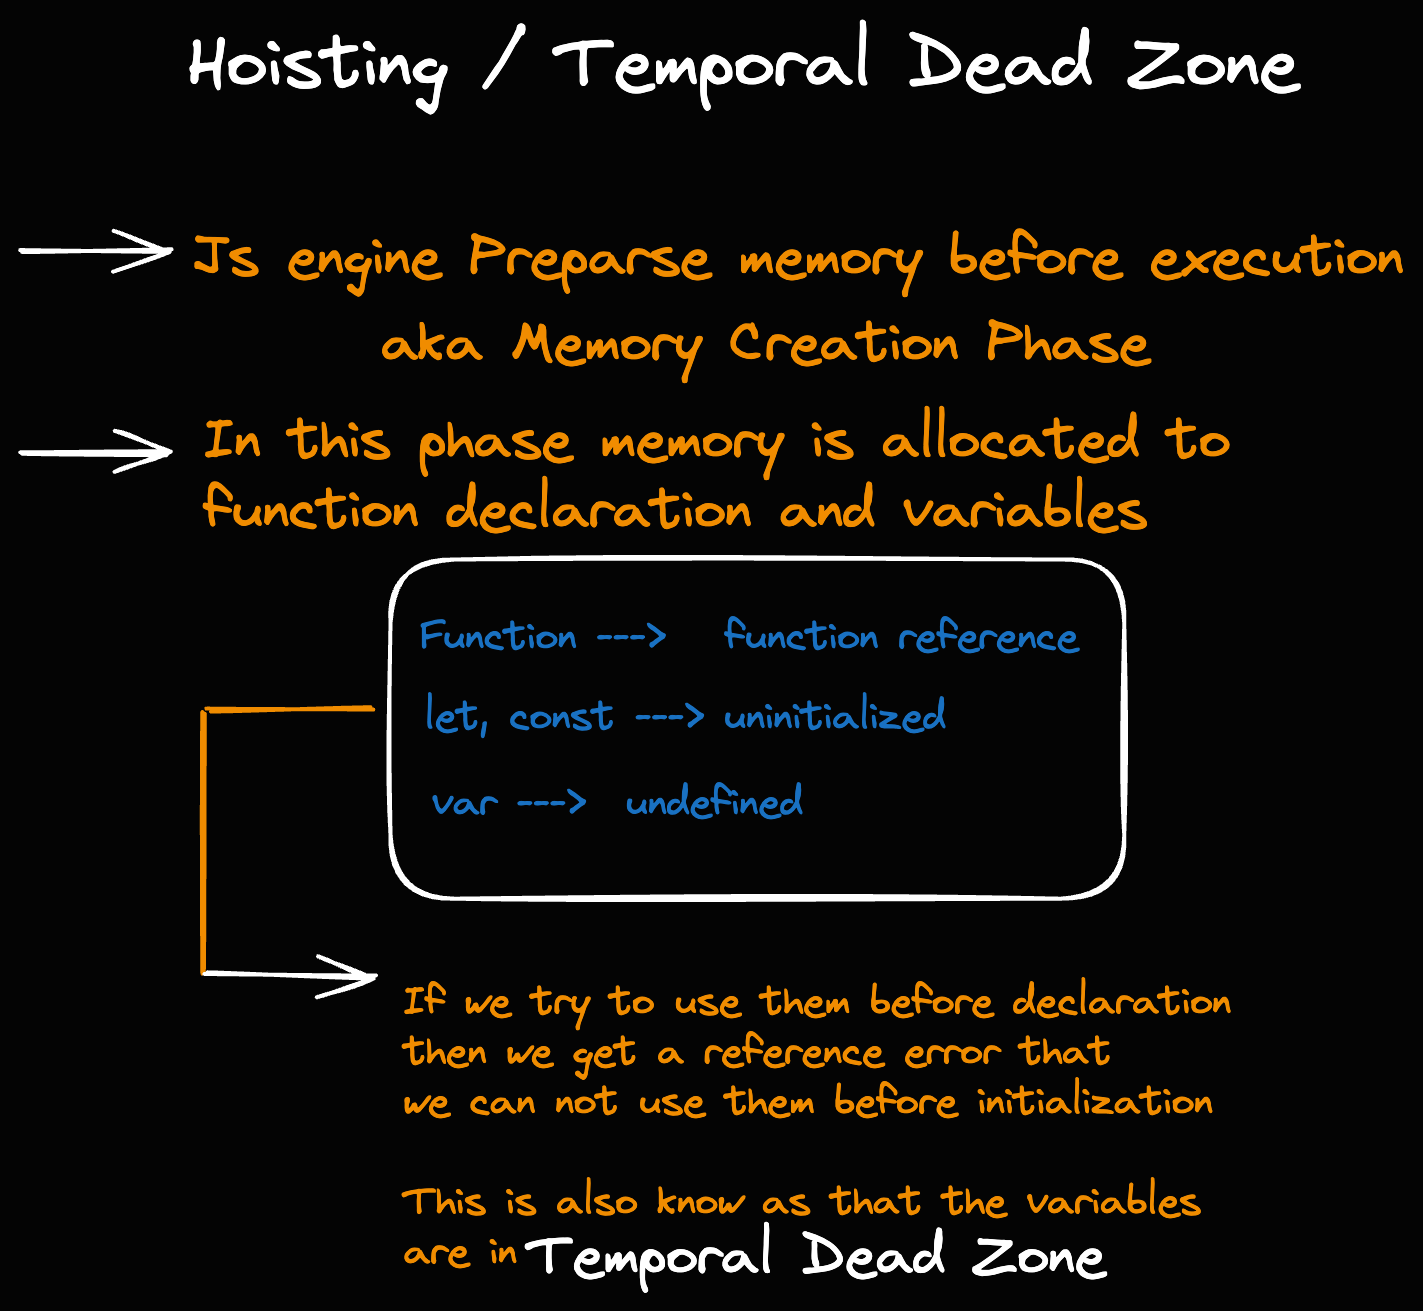 Hoisting / Temporal Dead Zone
Js engine Preparse memory before execution
aka Memory Creation Phase
In this phase memory is allocated to
function declaration and variables
Function ---> function reference
let, const ---> uninitialized
var ---> undefined
If we try to use them before declaration
then we get a reference error that
we can not use them before initialization
This is also know as that the variables
are in Temporal Dead Zone